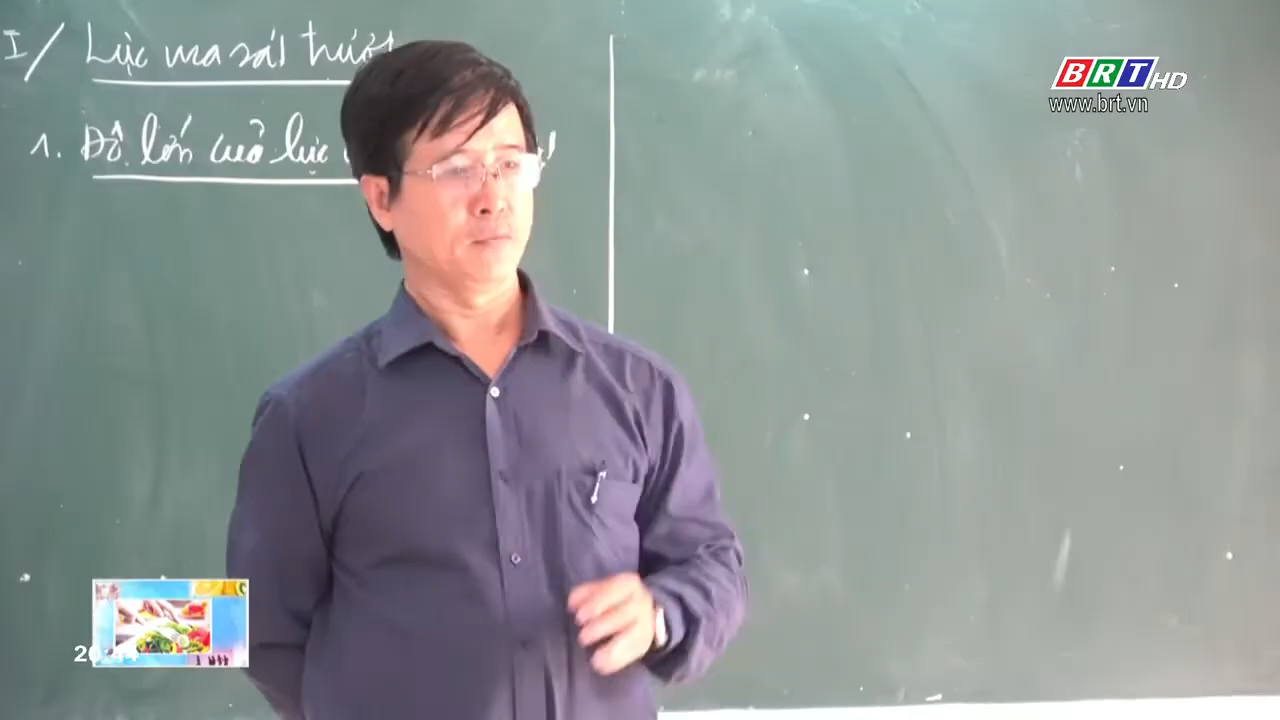 I/ Lực ma sát trượt
BRT HD
www.brt.vn
1. Độ lớn của lực